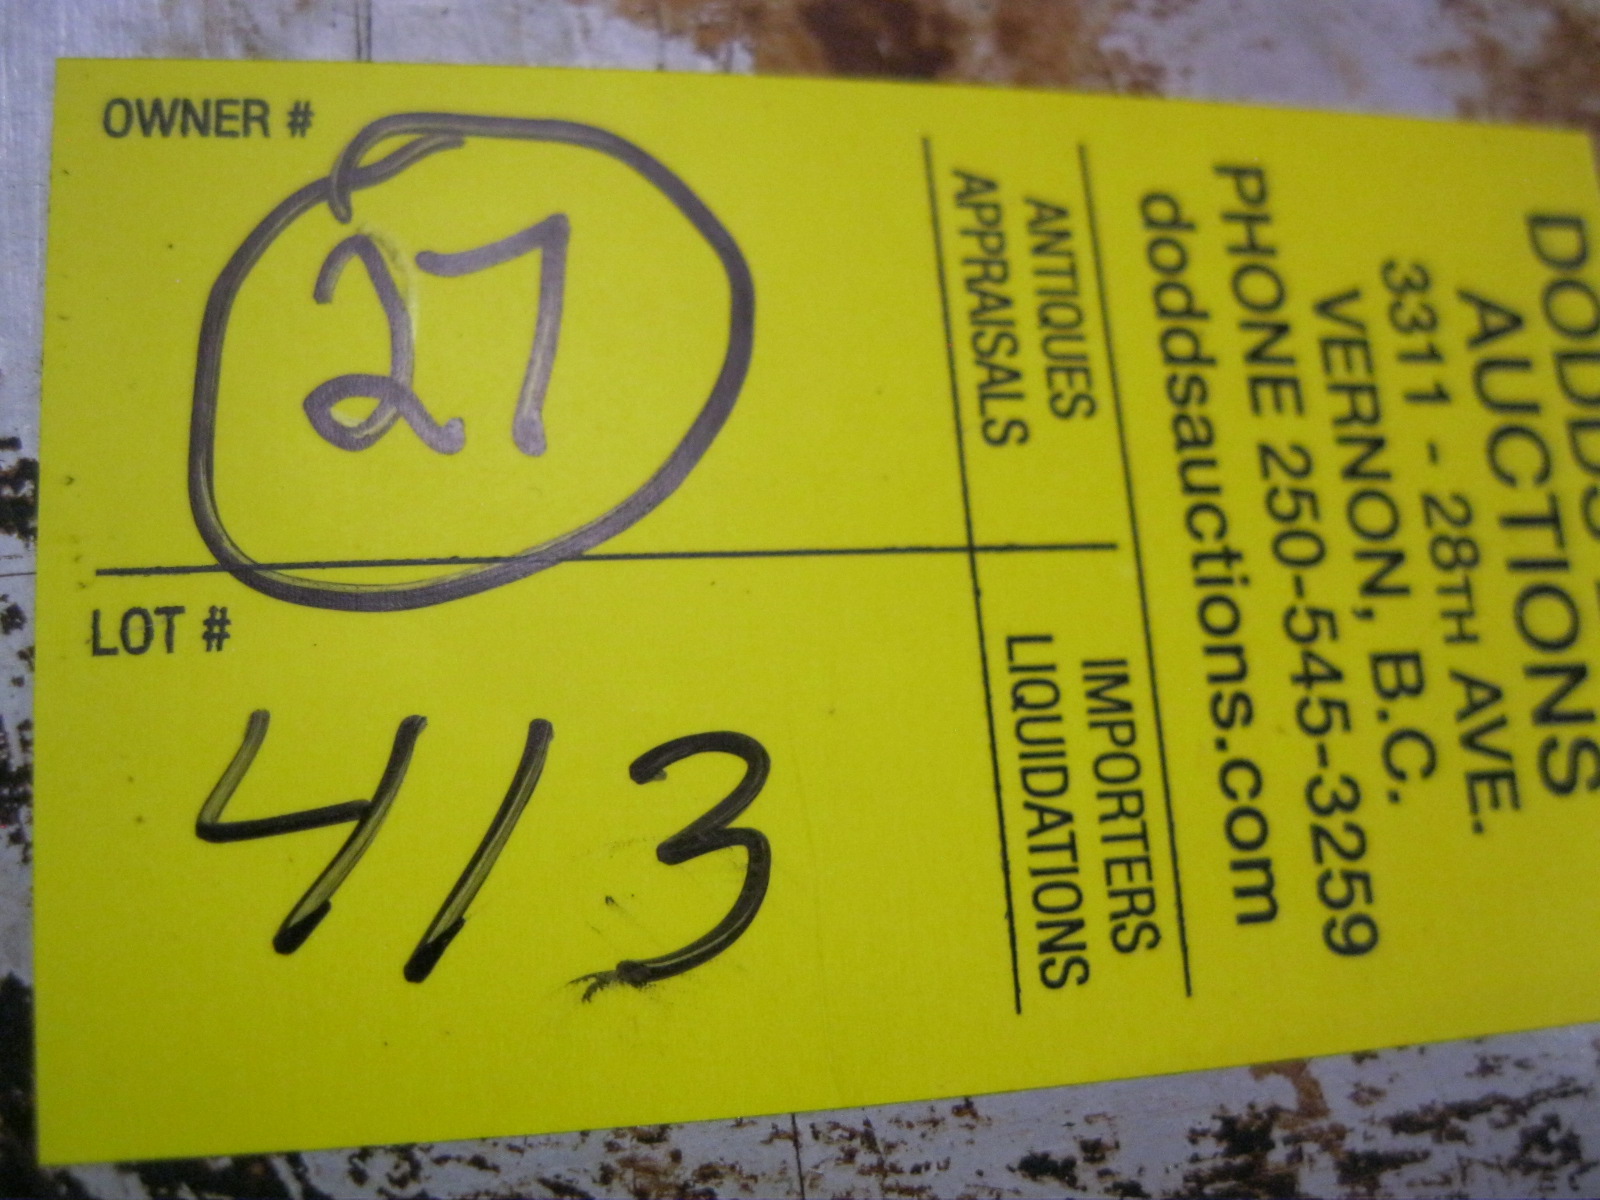 OWNER #
27
LOT #
413
DODDS
AUCTIONS
3311 - 28TH AVE.
VERNON, B.C.
PHONE 250-545-3259
doddsauctions.com
ANTIQUES IMPORTERS
APPRAISALS LIQUIDATIONS